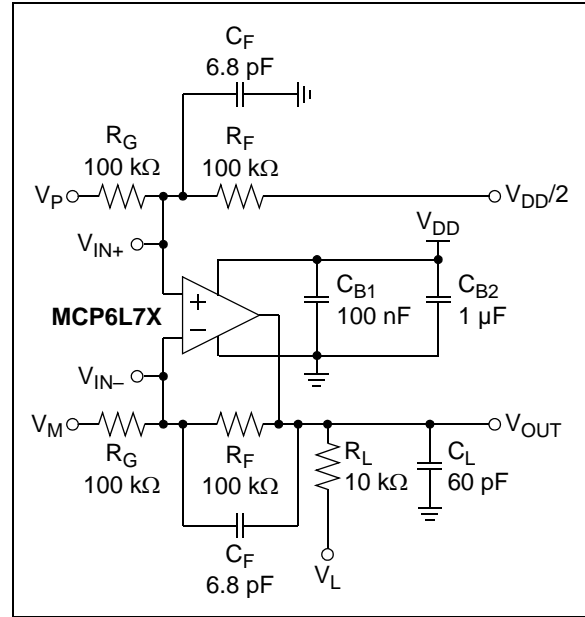 C_F
6.8 pF
R_G
100 kΩ
R_F
100 kΩ
V_P
V_DD/2
V_IN+
V_DD
MCP6L7X
C_B1
100 nF
C_B2
1 µF
V_IN–
V_M
V_OUT
R_G
100 kΩ
R_F
100 kΩ
R_L
10 kΩ
C_L
60 pF
C_F
6.8 pF
V_L